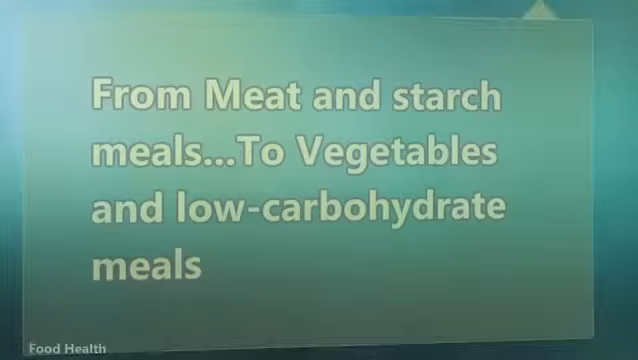 From Meat and starch
meals...To Vegetables
and low-carbohydrate
meals
Food Health